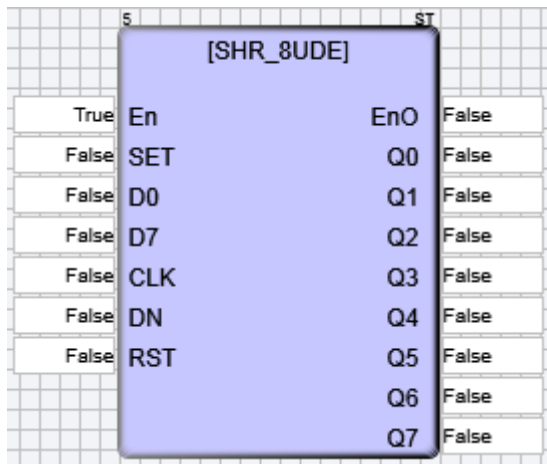 5 ST
[SHR_8UDE]
True En EnO False
False SET Q0 False
False D0 Q1 False
False D7 Q2 False
False CLK Q3 False
False DN Q4 False
False RST Q5 False
Q6 False
Q7 False